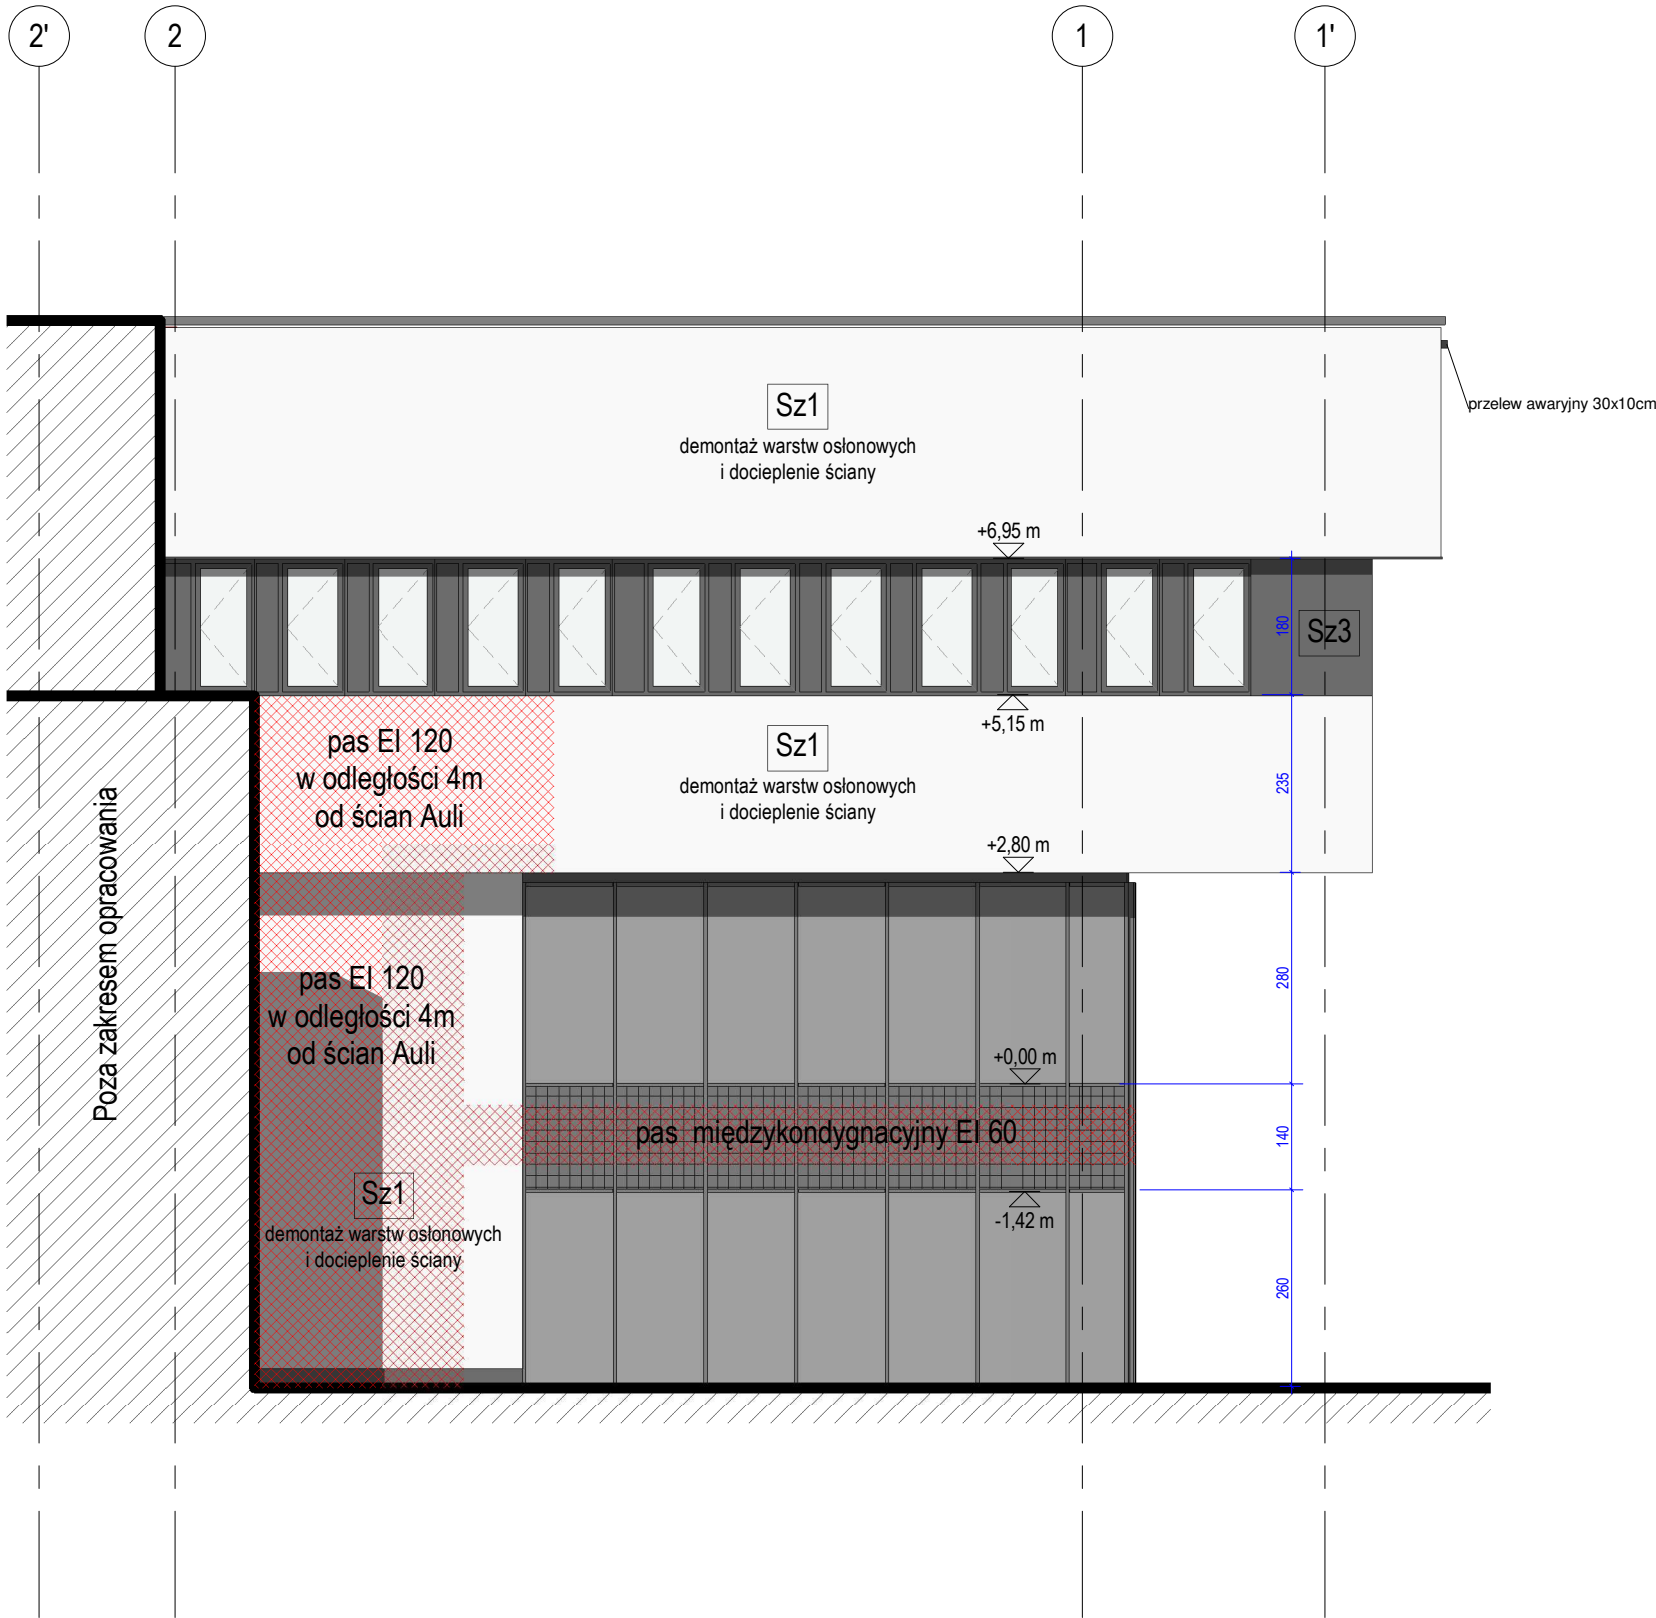 2'
2
1
1'
Sz1
demontaż warstw osłonowych
i docieplenie ściany
przelew awaryjny 30x10cm
+6,95 m
180
Sz3
+5,15 m
pas EI 120
w odległości 4m
od ścian Auli
Sz1
demontaż warstw osłonowych
i docieplenie ściany
235
+2,80 m
Poza zakresem opracowania
pas EI 120
w odległości 4m
od ścian Auli
280
+0,00 m
pas międzykondygnacyjny EI 60
140
Sz1
demontaż warstw osłonowych
i docieplenie ściany
-1,42 m
260